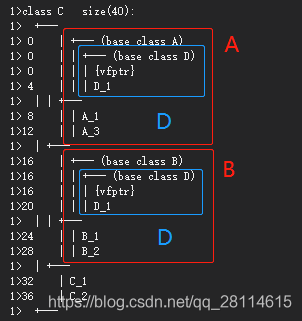 1>class C	size(40):
1>	+---
1> 0	| +--- (base class A)
1> 0	| | +--- (base class D)
1> 0	| | | {vfptr}
1> 4	| | | D_1
1>	| | +---
1> 8	| | A_1
1>12	| | A_3
1>	| +---
1>16	| +--- (base class B)
1>16	| | +--- (base class D)
1>16	| | | {vfptr}
1>20	| | | D_1
1>	| | +---
1>24	| | B_1
1>28	| | B_2
1>	| +---
1>32	| C_1
1>36	| C_2
A
D
B
D
https://blog.csdn.net/qq_28114615